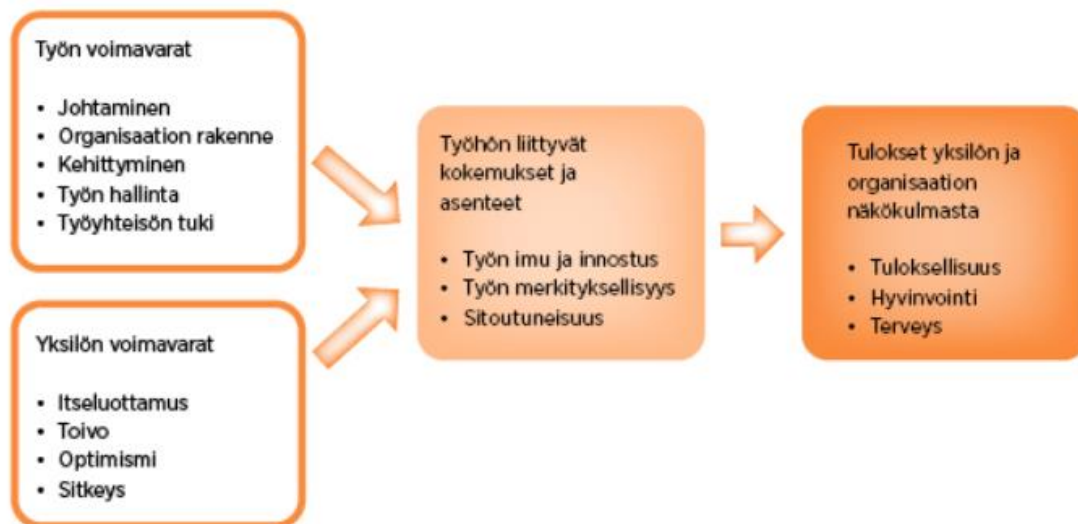 Työn voimavarat
• Johtaminen
• Organisaation rakenne
• Kehittyminen
• Työn hallinta
• Työyhteisön tuki
Yksilön voimavarat
• Itseluottamus
• Toivo
• Optimismi
• Sitkeys
Työhön liittyvät
kokemukset ja
asenteet
• Työn imu ja innostus
• Työn merkityksellisyys
• Sitoutuneisuus
Tulokset yksilön ja
organisaation
näkökulmasta
• Tuloksellisuus
• Hyvinvointi
• Terveys